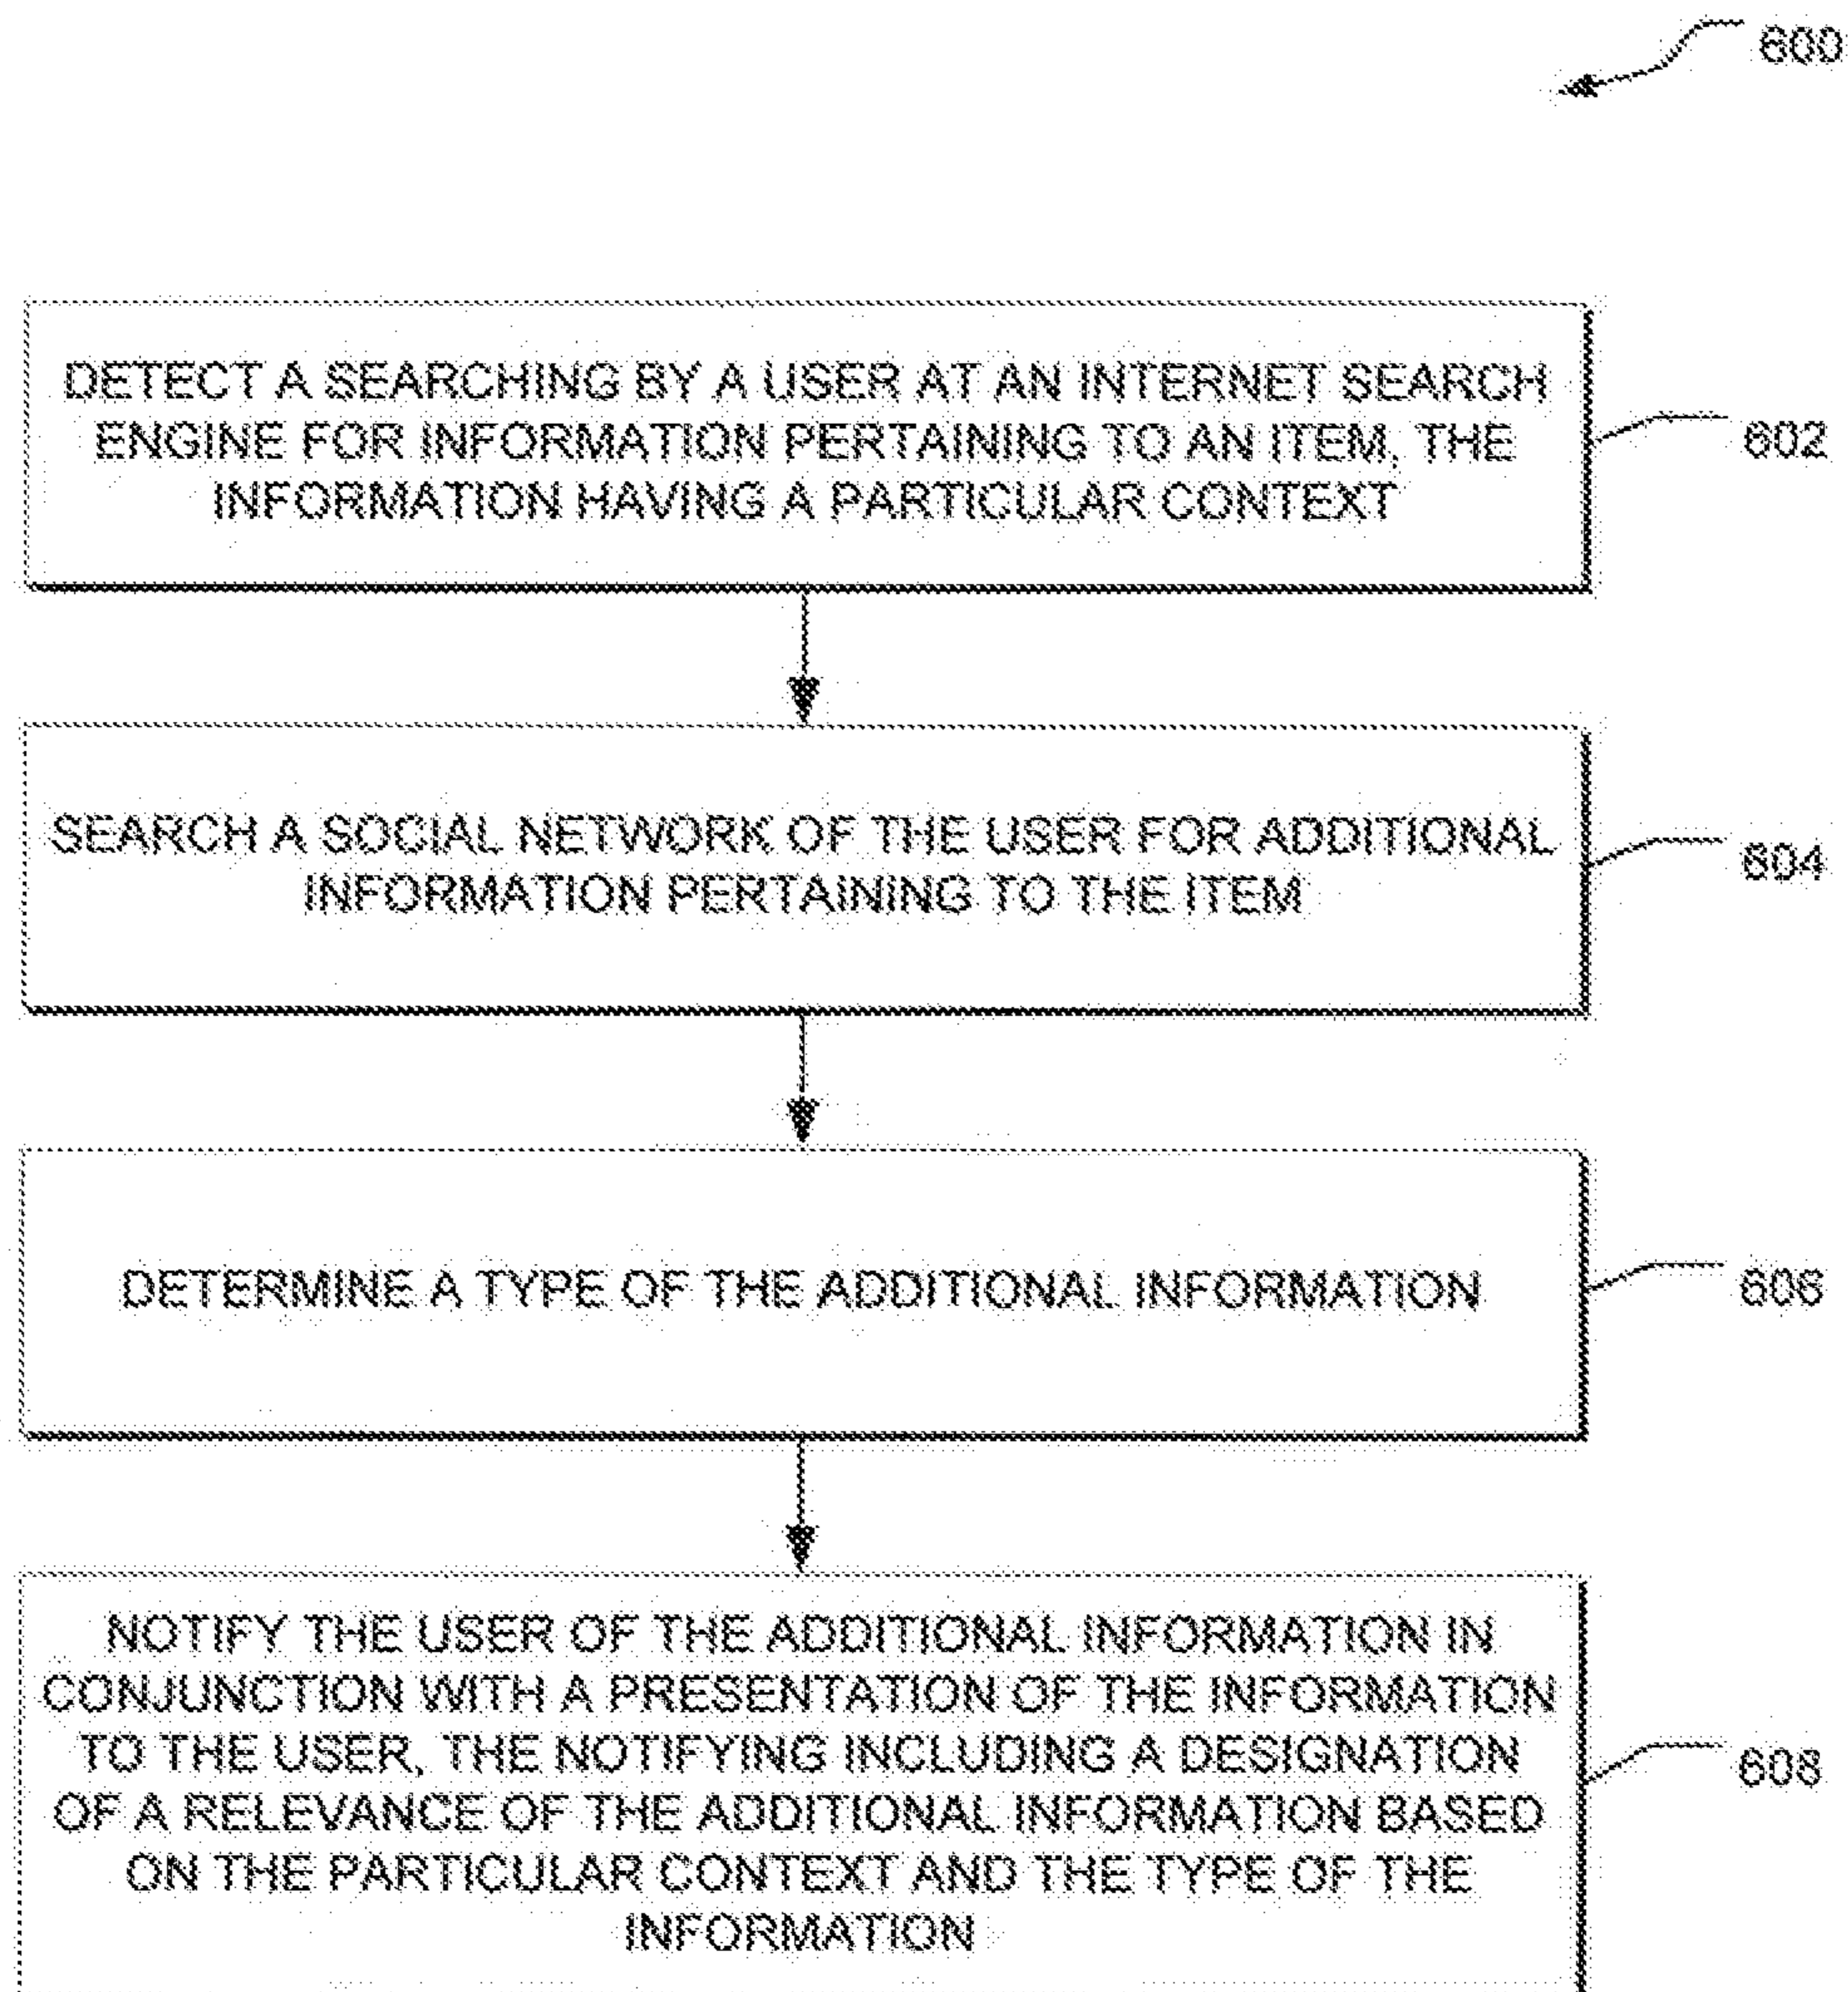 600
DETECT A SEARCHING BY A USER AT AN INTERNET SEARCH
ENGINE FOR INFORMATION PERTAINING TO AN ITEM, THE
INFORMATION HAVING A PARTICULAR CONTEXT
602
SEARCH A SOCIAL NETWORK OF THE USER FOR ADDITIONAL
INFORMATION PERTAINING TO THE ITEM
604
DETERMINE A TYPE OF THE ADDITIONAL INFORMATION
606
NOTIFY THE USER OF THE ADDITIONAL INFORMATION IN
CONJUNCTION WITH A PRESENTATION OF THE INFORMATION
TO THE USER, THE NOTIFYING INCLUDING A DESIGNATION
OF A RELEVANCE OF THE ADDITIONAL INFORMATION BASED
ON THE PARTICULAR CONTEXT AND THE TYPE OF THE
INFORMATION
608